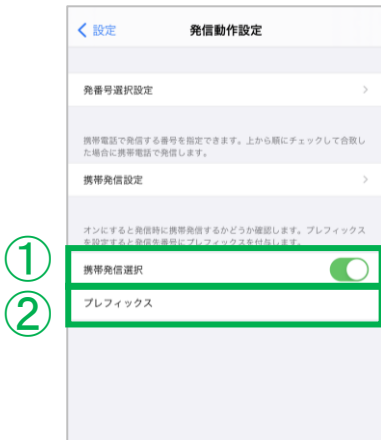 設定
発信動作設定
発番号選択設定
携帯電話で発信する番号を指定できます。上から順にチェックして合致し
た場合に携帯電話で発信します。
携帯発信設定
オンにすると発信時に携帯発信するかどうか確認します。プレフィックス
を設定すると発信先番号にプレフィックスを付与します。
①
携帯発信選択
②
プレフィックス